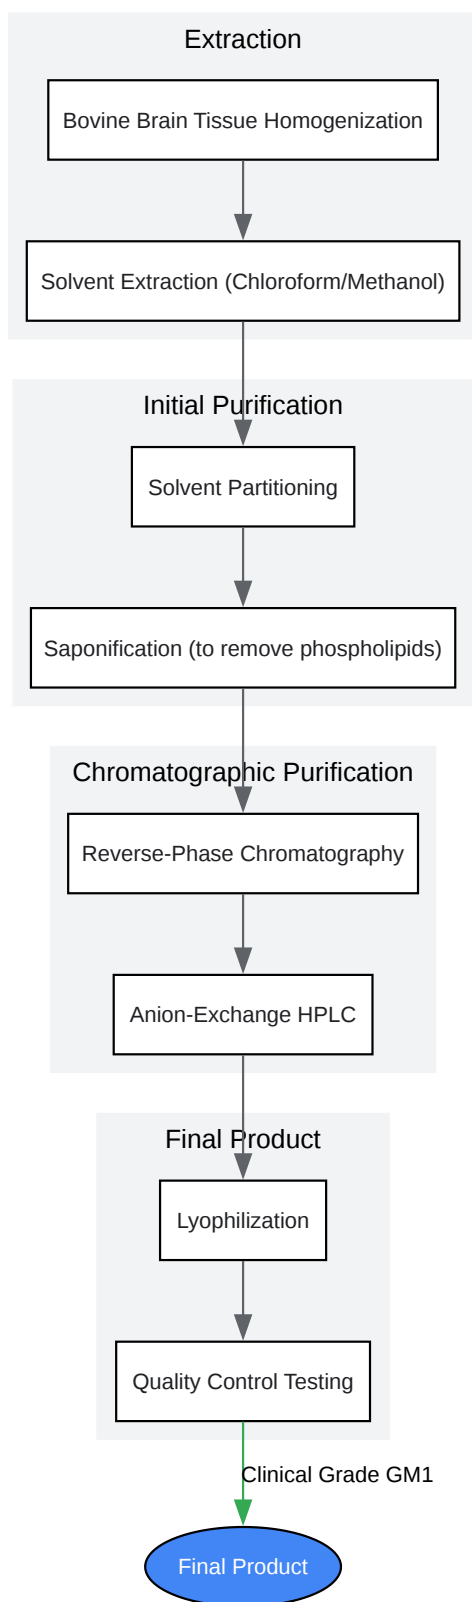 Extraction
Bovine Brain Tissue Homogenization
Solvent Extraction (Chloroform/Methanol)
Initial Purification
Solvent Partitioning
Saponification (to remove phospholipids)
Chromatographic Purification
Reverse-Phase Chromatography
Anion-Exchange HPLC
Final Product
Lyophilization
Quality Control Testing
Clinical Grade GM1
Final Product